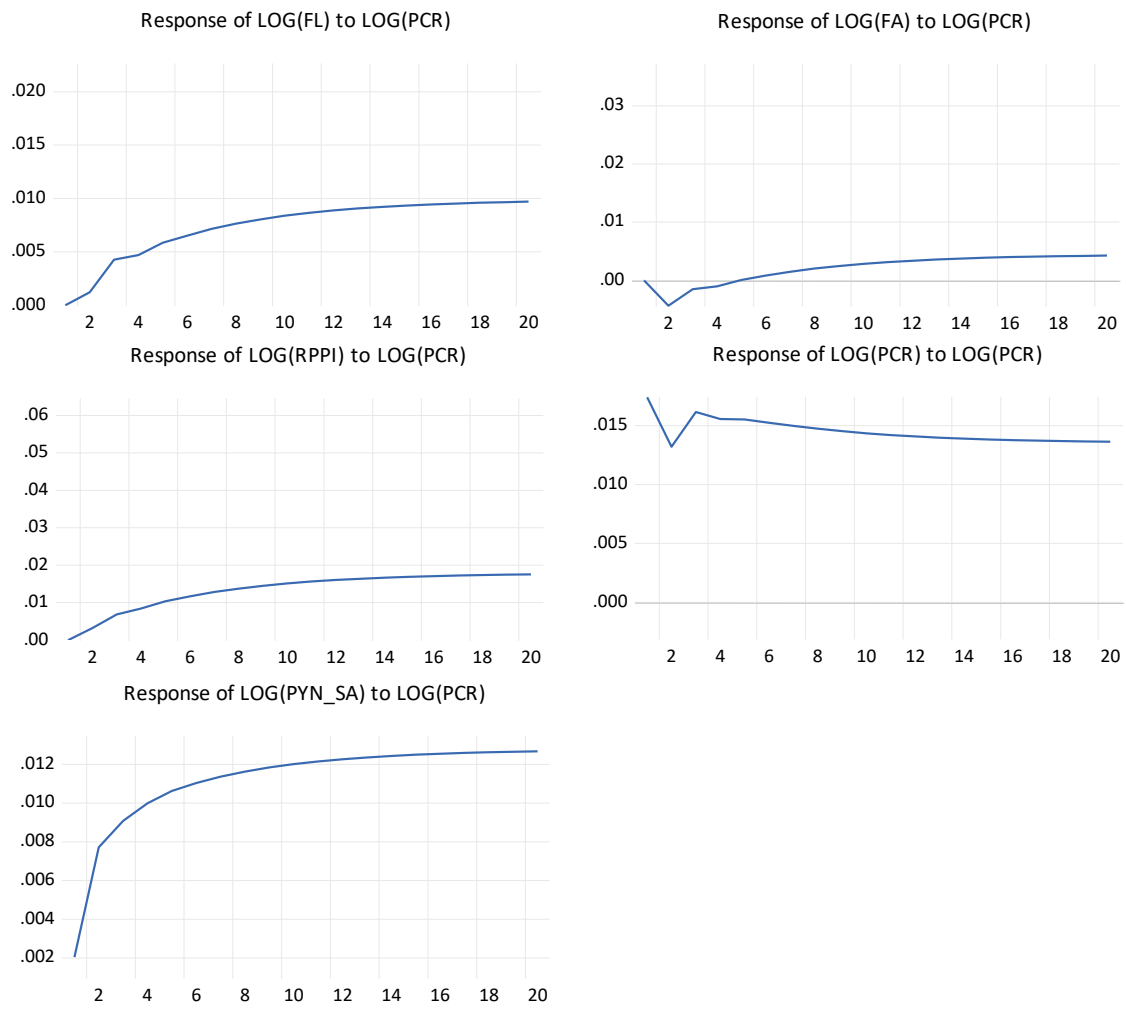 Response of LOG(FL) to LOG(PCR)
.020
.015
.010
.005
.000
2 4 6 8 10 12 14 16 18 20
Response of LOG(FA) to LOG(PCR)
.03
.02
.01
.00
2 4 6 8 10 12 14 16 18 20
Response of LOG(RPPI) to LOG(PCR)
.06
.05
.04
.03
.02
.01
.00
2 4 6 8 10 12 14 16 18 20
Response of LOG(PCR) to LOG(PCR)
.015
.010
.005
.000
2 4 6 8 10 12 14 16 18 20
Response of LOG(PYN_SA) to LOG(PCR)
.012
.010
.008
.006
.004
.002
2 4 6 8 10 12 14 16 18 20